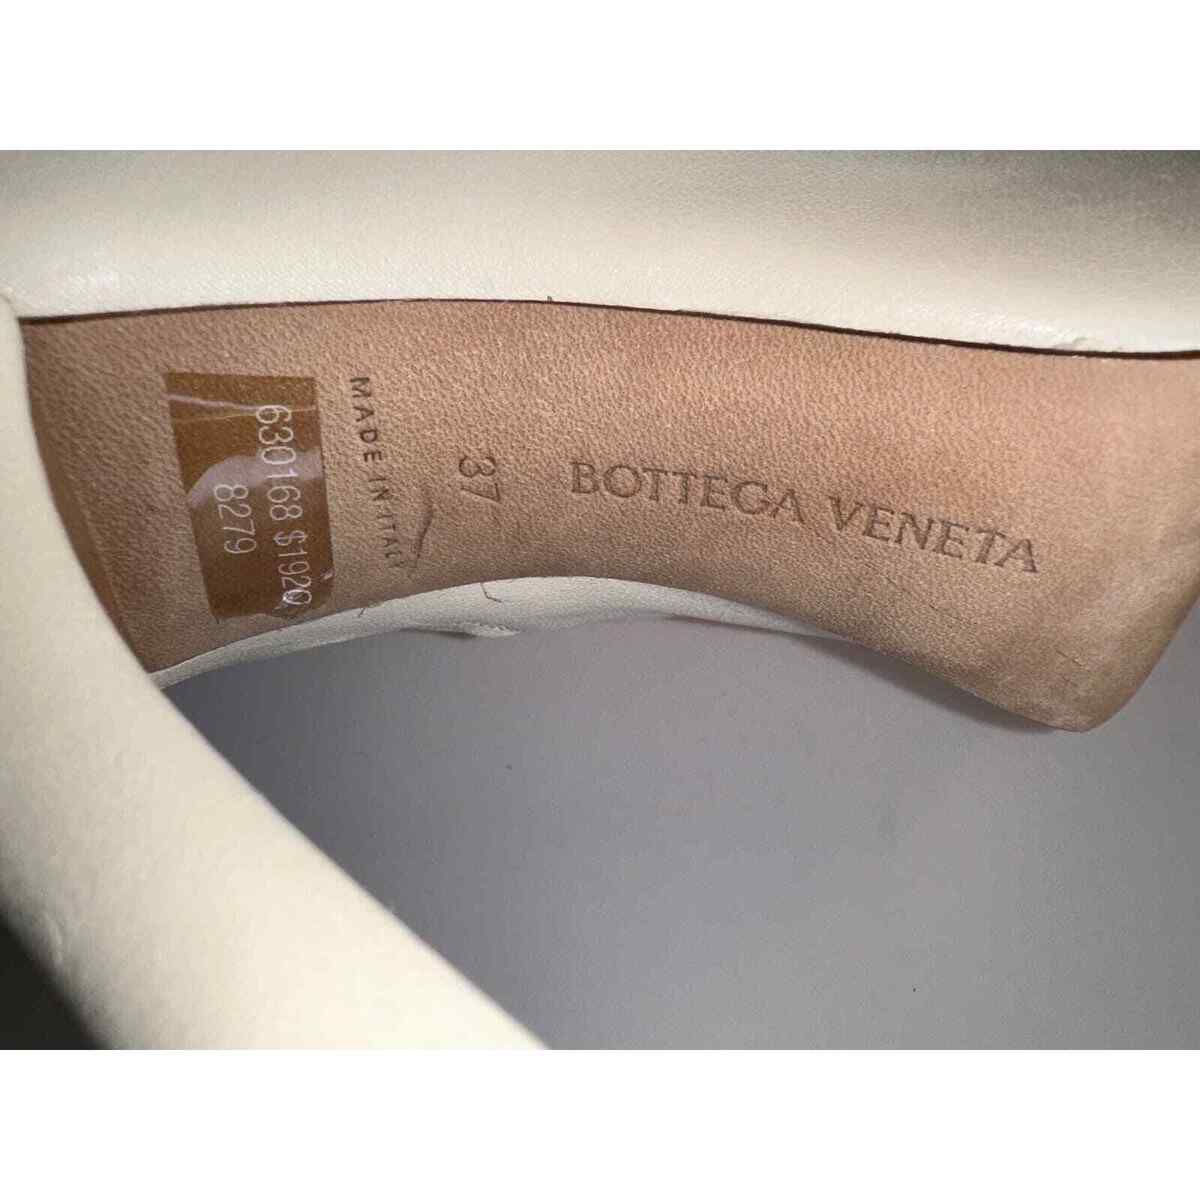 630168 $1920
8279
MADE IN ITALY
37
BOTTEGA VENETA